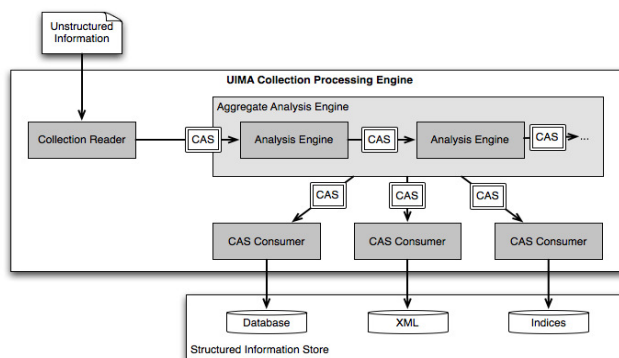 Unstructured
Information
UIMA Collection Processing Engine
Aggregate Analysis Engine
Collection Reader
CAS
Analysis Engine
CAS
Analysis Engine
CAS
...
CAS
CAS
CAS
CAS Consumer
CAS Consumer
CAS Consumer
Database
XML
Indices
Structured Information Store